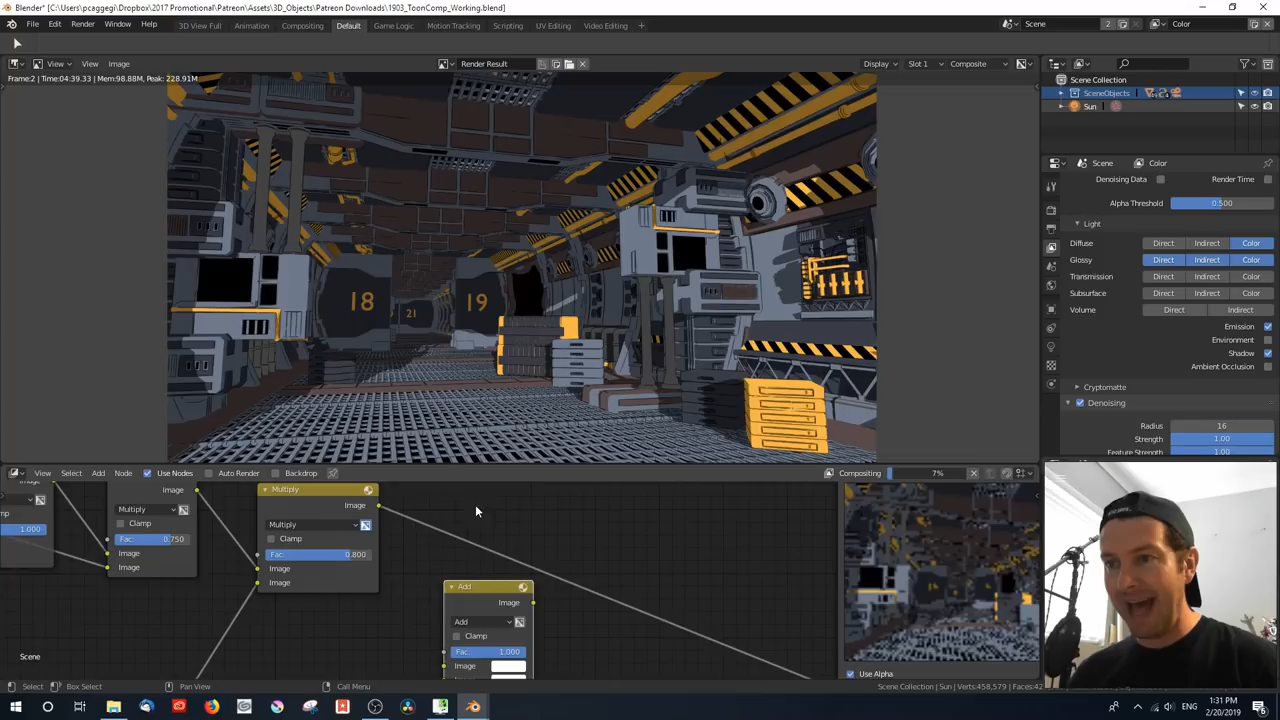 Blender* [C:\Users\pcaggegi\Dropbox\2017 Promotional\Patreon\Assets\3D_Objects\Patreon Downloads\1903_ToonComp_Working.blend]
File Edit Render Window Help 3D View Full Animation Compositing Default Game Logic Motion Tracking Scripting UV Editing Video Editing Scene 2 Color
View View Image Render Result Display Slot 1 Composite
Frame:2 | Time:04:39.33 | Mem:98.88M, Peak: 228.91M
Scene Collection
SceneObjects
Sun
Scene Color
Denoising Data Render Time
Alpha Threshold 0.500
Light
Diffuse Direct Indirect Color
Glossy Direct Indirect Color
Transmission Direct Indirect Color
Subsurface Direct Indirect Color
Volume Direct Indirect
Emission
Environment
Shadow
Ambient Occlusion
Cryptomatte
Denoising
Radius 16
Strength 1.00
Feature Strength 1.00
18 21 19
View Select Add Node Use Nodes Auto Render Backdrop Compositing 7%
Image
Multiply
Clamp
Fac: 0.750
Image
Image
1.000
Multiply
Image
Multiply
Clamp
Fac: 0.800
Image
Image
Add
Image
Add
Clamp
Fac: 1.000
Image
Scene
Use Alpha
Select Box Select Pan View Call Menu Scene Collection | Sun | Verts:458,579 | Faces:42
1:31 PM
2/20/2019